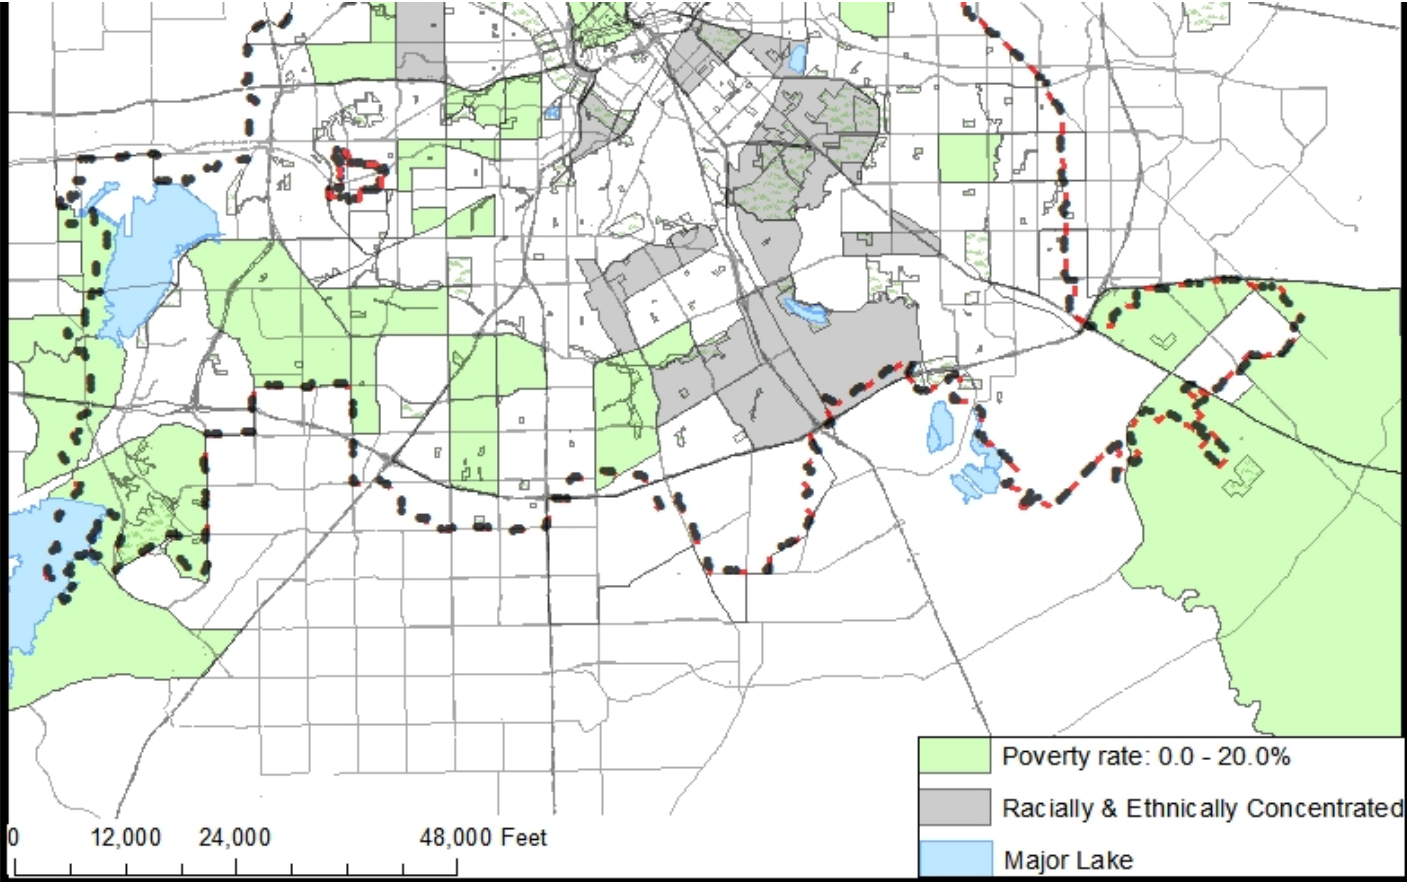 Poverty rate: 0.0 - 20.0%
Racially & Ethnically Concentrated
Major Lake
0 12,000 24,000 48,000 Feet